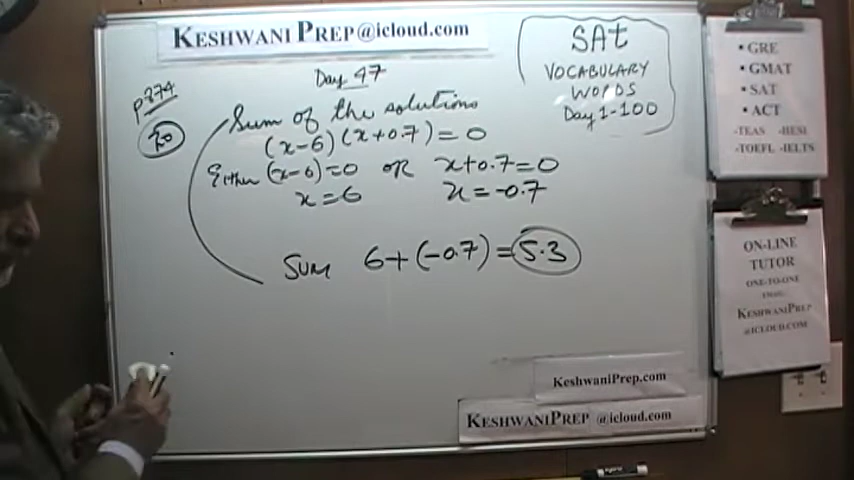 KESHWANI PREP@icloud.com
Day 47
p874
20
Sum of the solutions
(x-6)(x+0.7)=0
Either (x-6)=0 OR x+0.7=0
x=6 x=-0.7
Sum 6+(-0.7)=5.3
SAt
VOCABULARY
WORDS
Day 1-100
• GRE
• GMAT
• SAT
• ACT
-TEAS -HESI
-TOEFL -IELTS
ON-LINE
TUTOR
ONE-TO-ONE
KESHWANIPREP
@ICLOUD.COM
KeshwaniPrep.com
KESHWANIPREP @icloud.com